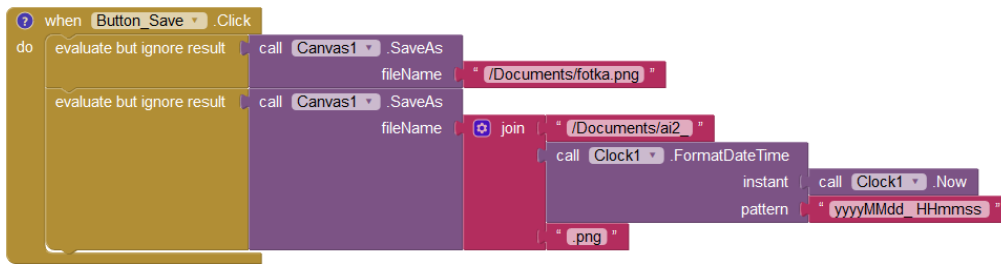 ? when Button_Save .Click
do evaluate but ignore result call Canvas1 .SaveAs
fileName " /Documents/fotka.png "
evaluate but ignore result call Canvas1 .SaveAs
fileName join " /Documents/ai2_ "
call Clock1 .FormatDateTime
instant call Clock1 .Now
pattern " yyyyMMdd_HHmmss "
" .png "